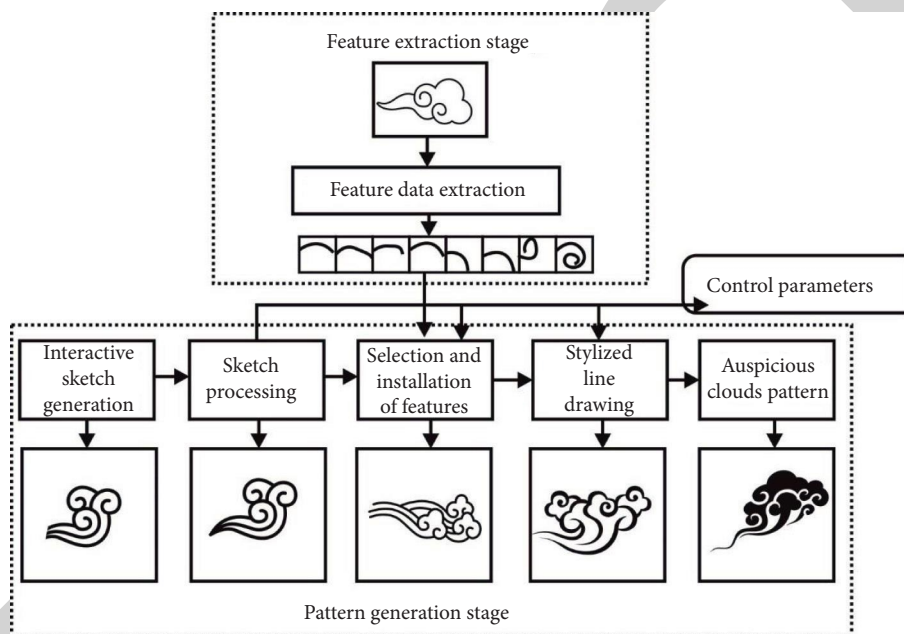 Feature extraction stage
Feature data extraction
Control parameters
Interactive
sketch
generation
Sketch
processing
Selection and
installation
of features
Stylized
line
drawing
Auspicious
clouds pattern
Pattern generation stage